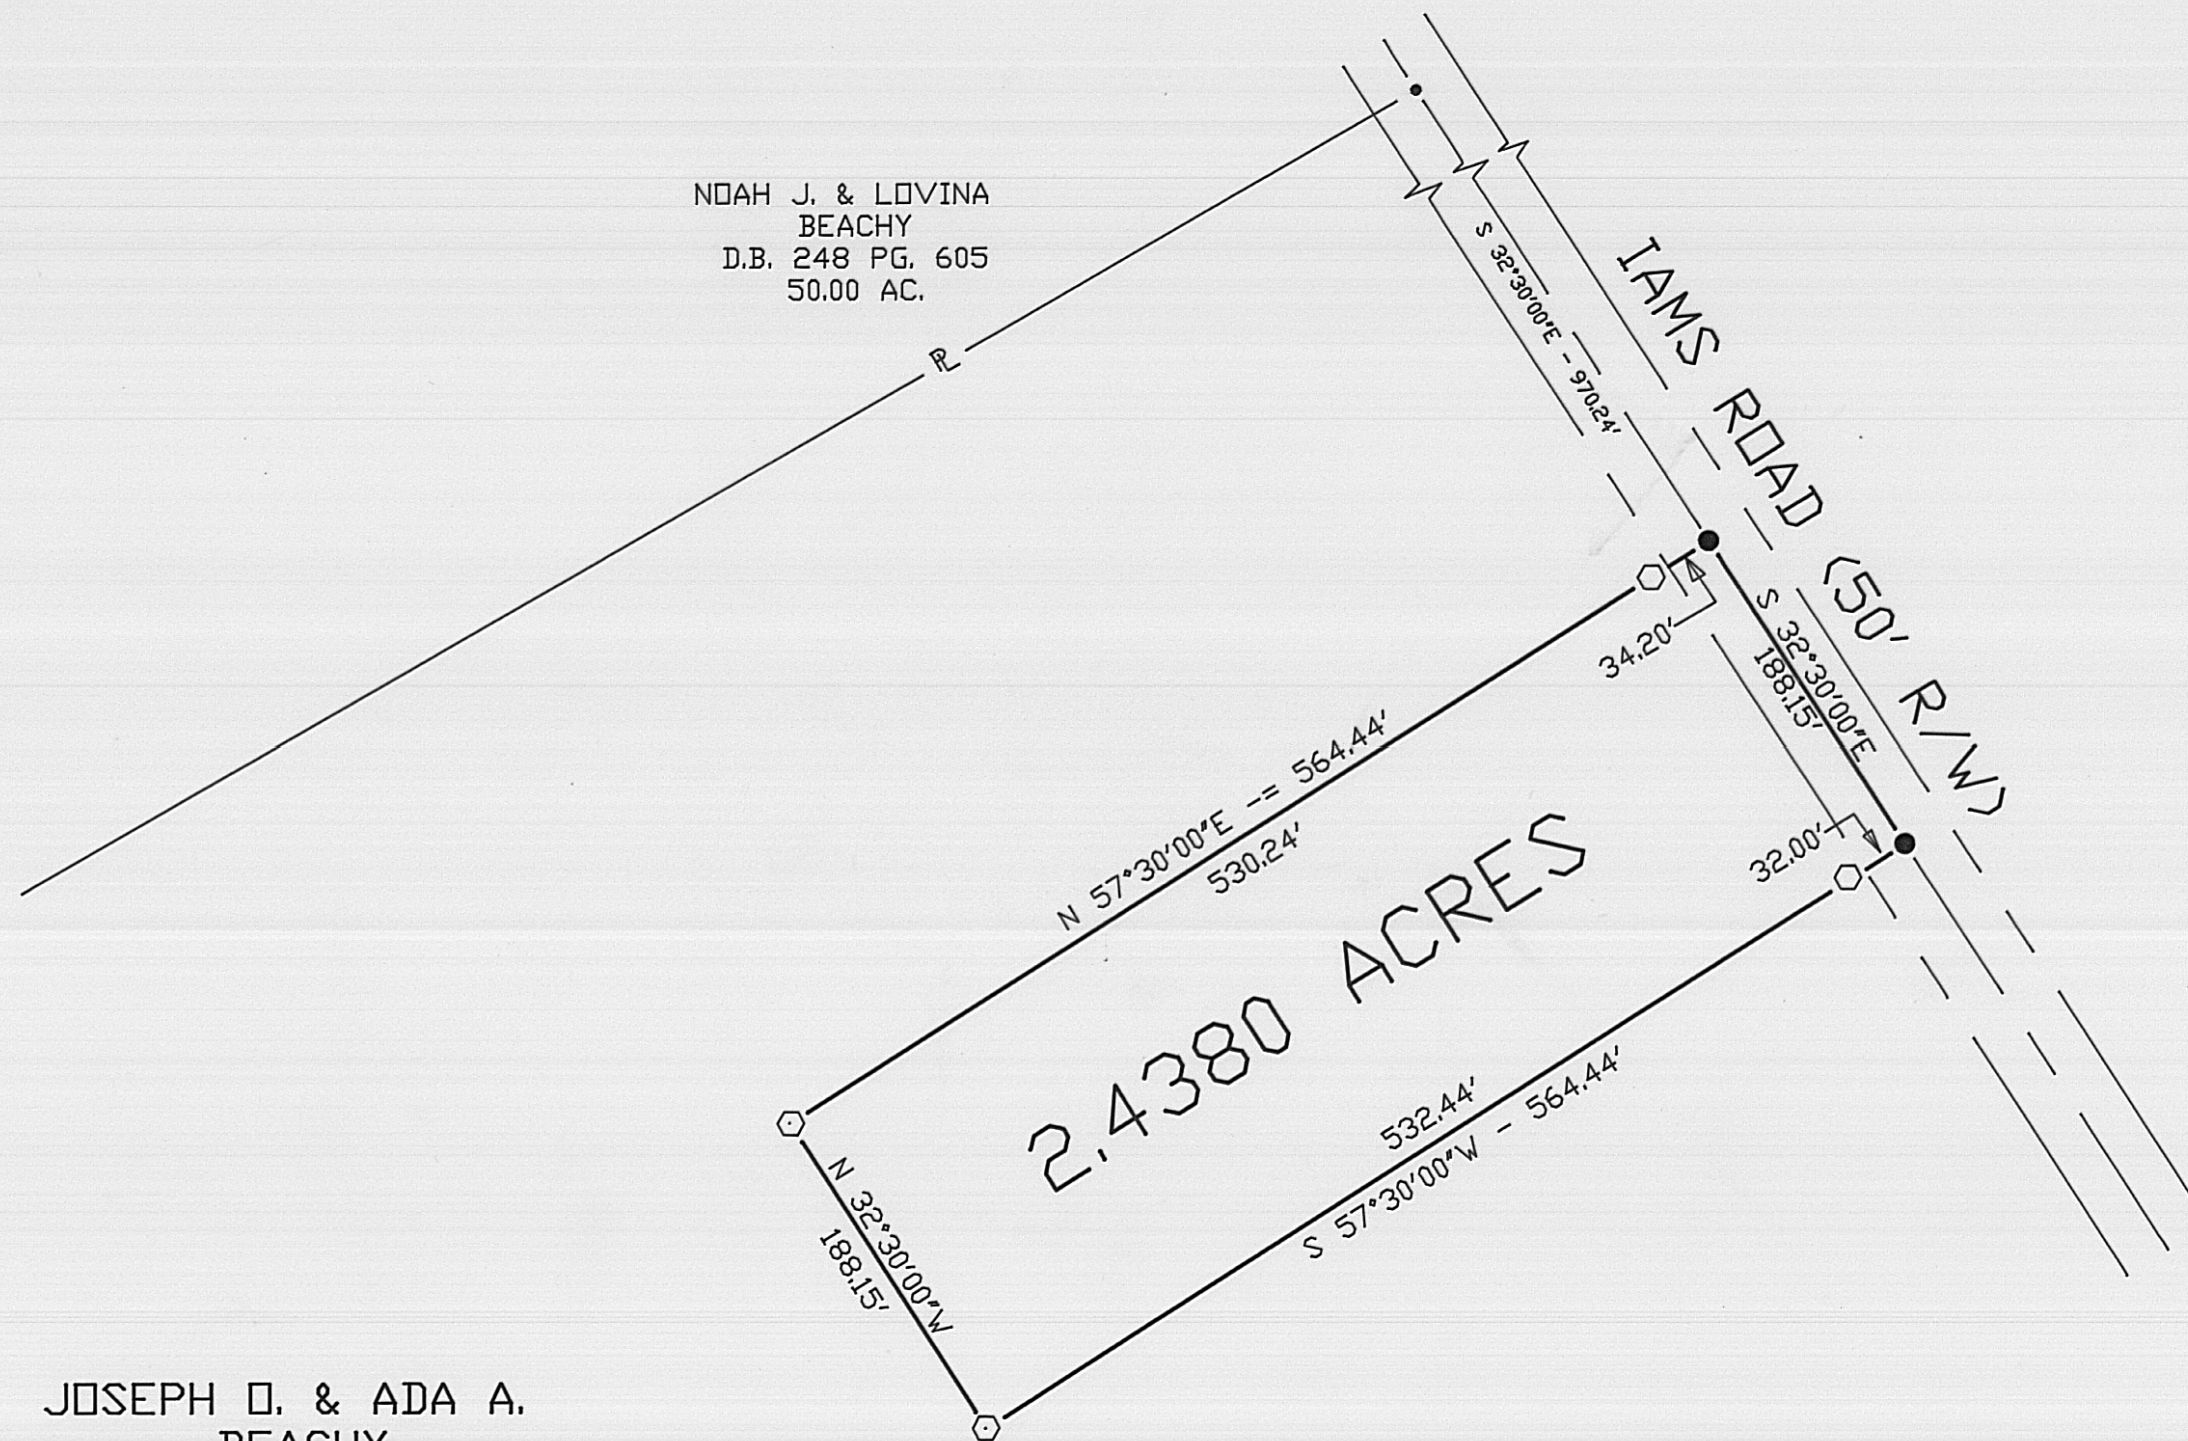 NOAH J. & LOVINA
BEACHY
D.B. 248 PG. 605
50.00 AC.
PL
S 32°30'00"E - 970.24'
IAMS ROAD (50' R/W)
34.20'
S 32°30'00"E
188.15'
32.00'
N 57°30'00"E -= 564.44'
530.24'
2.4380 ACRES
532.44'
S 57°30'00"W - 564.44'
N 32°30'00"W
188.15'
JOSEPH O. & ADA A.
BEACHY